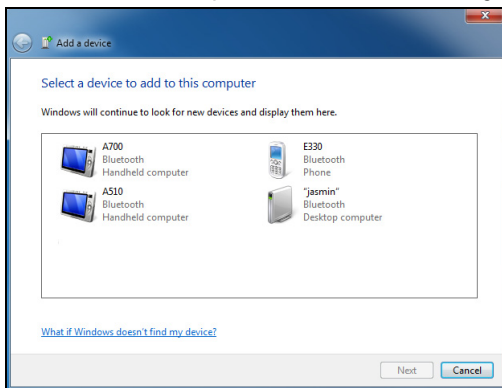 Add a device
Select a device to add to this computer
Windows will continue to look for new devices and display them here.
A700
Bluetooth
Handheld computer
E330
Bluetooth
Phone
A510
Bluetooth
Handheld computer
"jasmin"
Bluetooth
Desktop computer
What if Windows doesn't find my device?
Next
Cancel